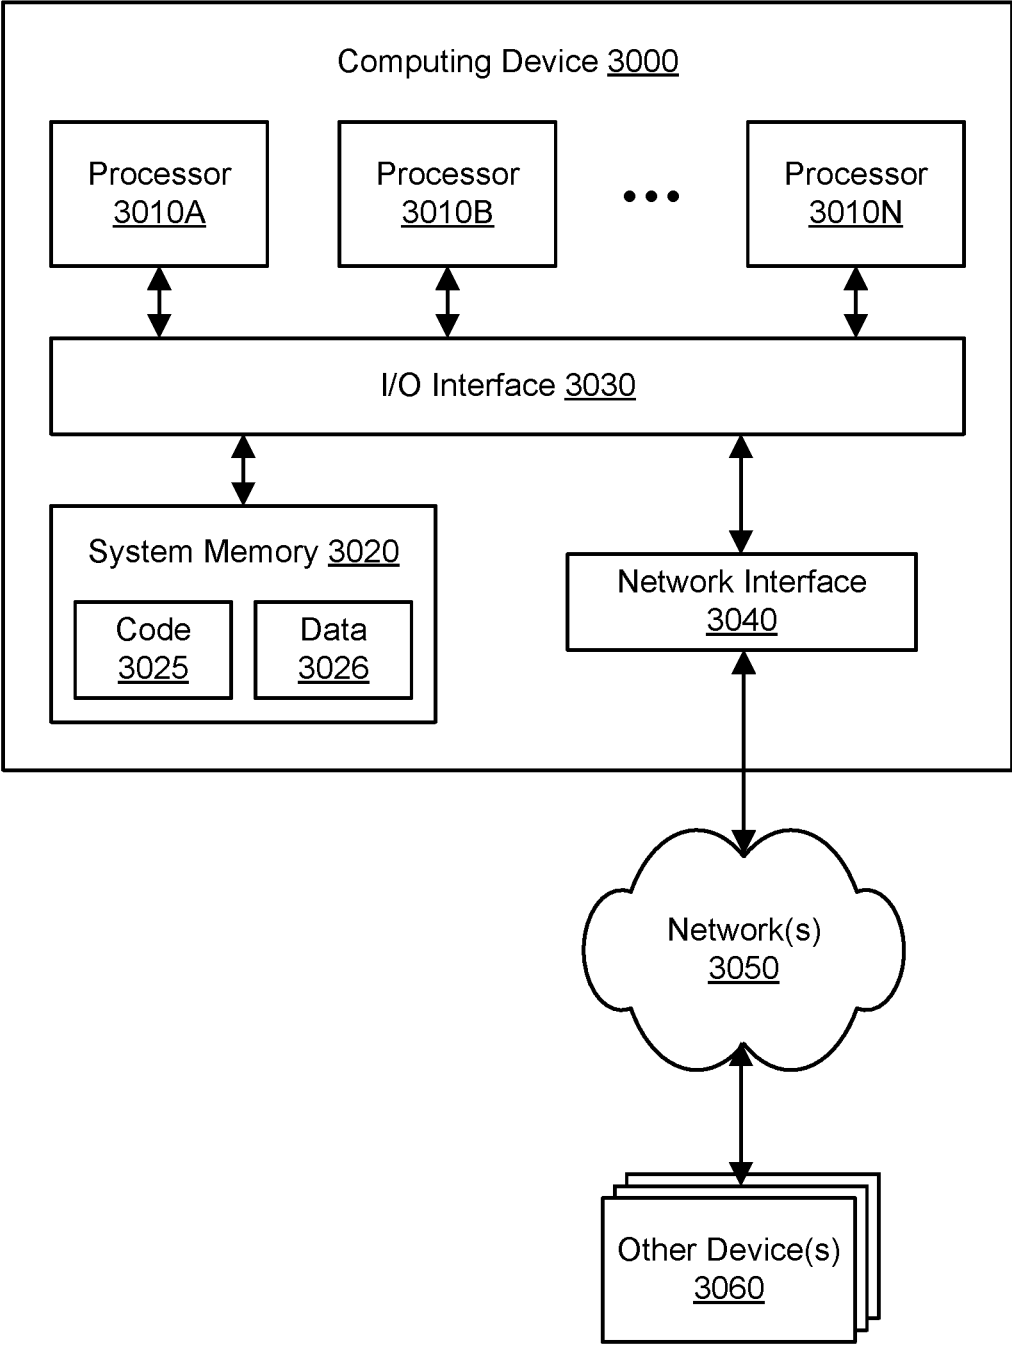 Computing Device 3000
Processor
3010A
Processor
3010B
•••
Processor
3010N
I/O Interface 3030
System Memory 3020
Code
3025
Data
3026
Network Interface
3040
Network(s)
3050
Other Device(s)
3060